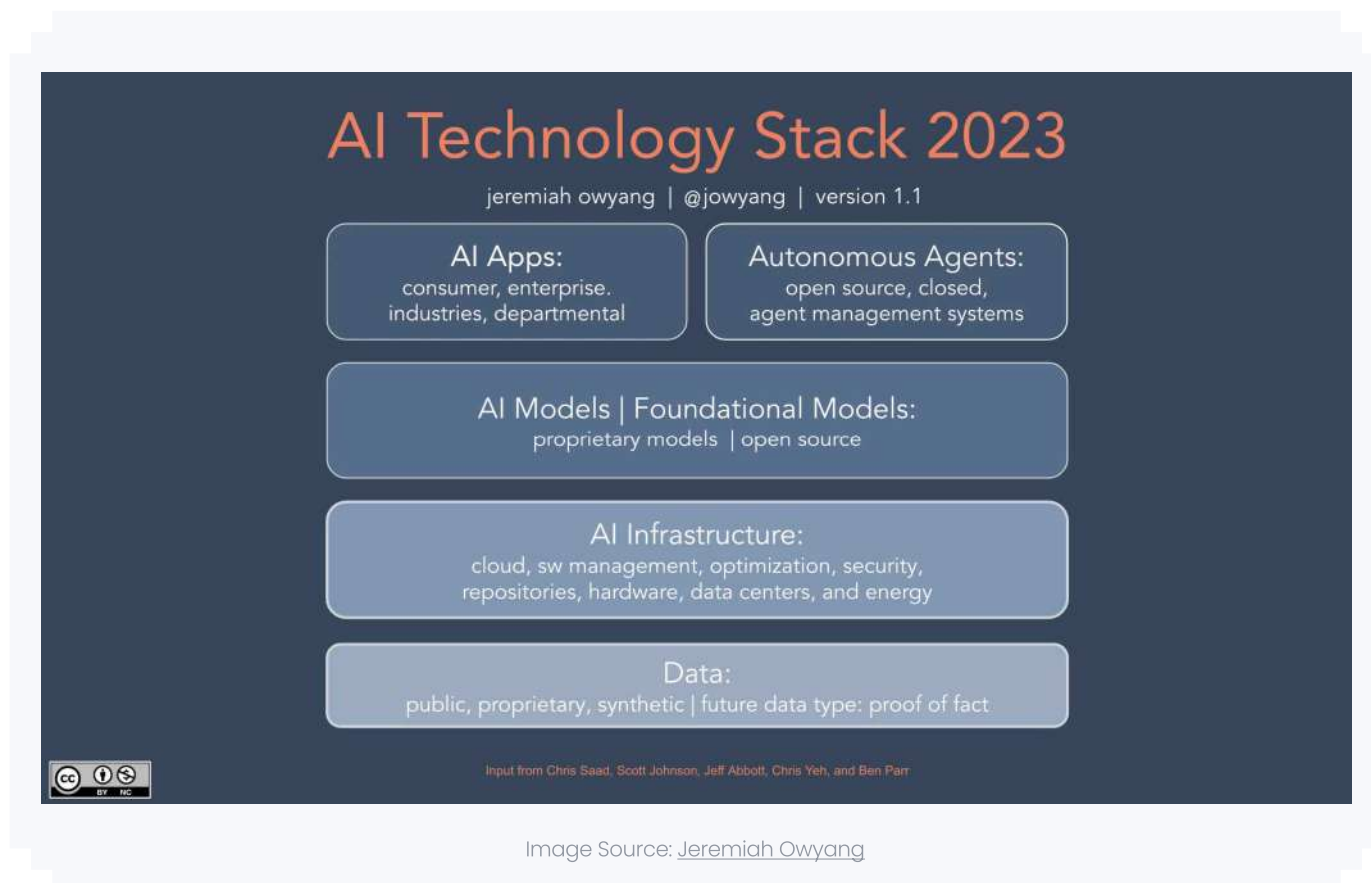 AI Technology Stack 2023
jeremiah owyang | @jowyang | version 1.1
AI Apps:
consumer, enterprise.
industries, departmental
Autonomous Agents:
open source, closed,
agent management systems
AI Models | Foundational Models:
proprietary models | open source
AI Infrastructure:
cloud, sw management, optimization, security,
repositories, hardware, data centers, and energy
Data:
public, proprietary, synthetic | future data type: proof of fact
Input from Chris Saad, Scott Johnson, Jeff Abbott, Chris Yeh, and Ben Parr
cc
BY NC
Image Source: Jeremiah Owyang